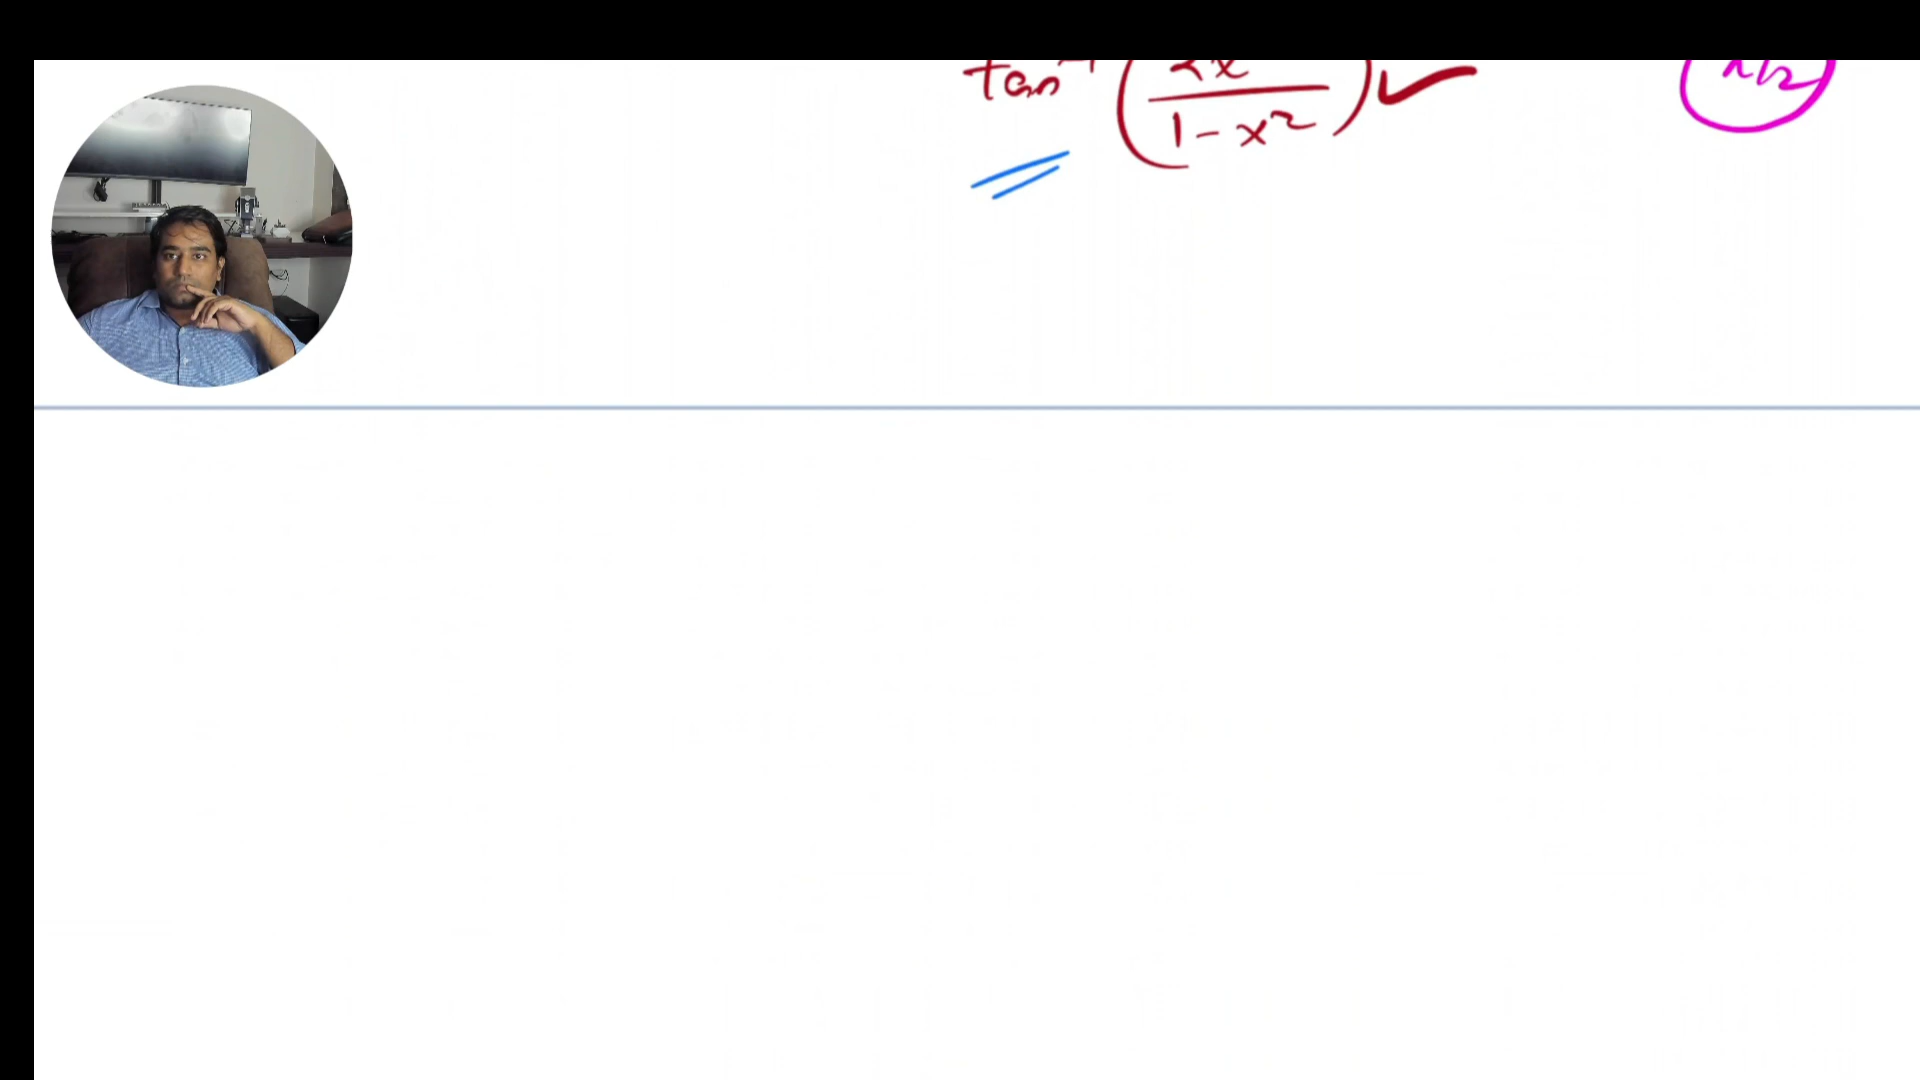 tan⁻¹ (2x / 1 - x²) ✓